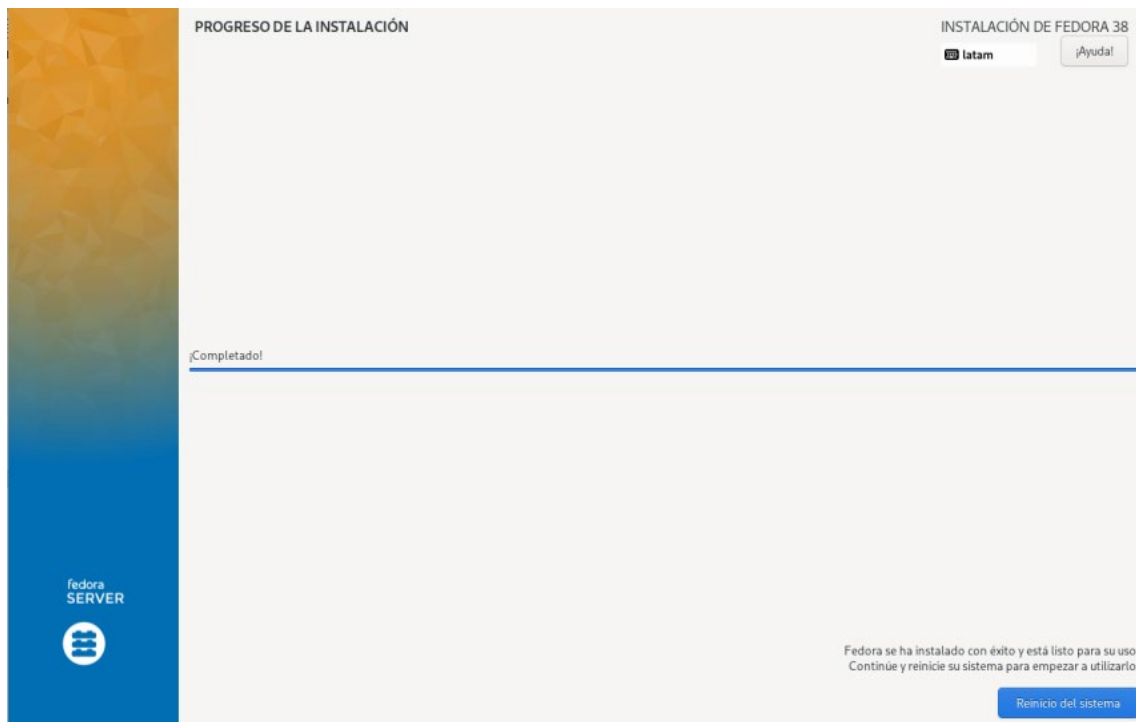 PROGRESO DE LA INSTALACIÓN
INSTALACIÓN DE FEDORA 38
latam
¡Ayuda!
¡Completado!
fedora
SERVER
Fedora se ha instalado con éxito y está listo para su uso
Continúe y reinicie su sistema para empezar a utilizarlo
Reinicio del sistema